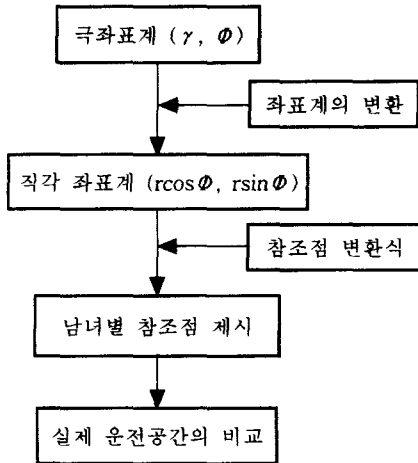 극좌표계 (γ, Φ)
좌표계의 변환
직각 좌표계 (rcosΦ, rsinΦ)
참조점 변환식
남녀별 참조점 제시
실제 운전공간의 비교